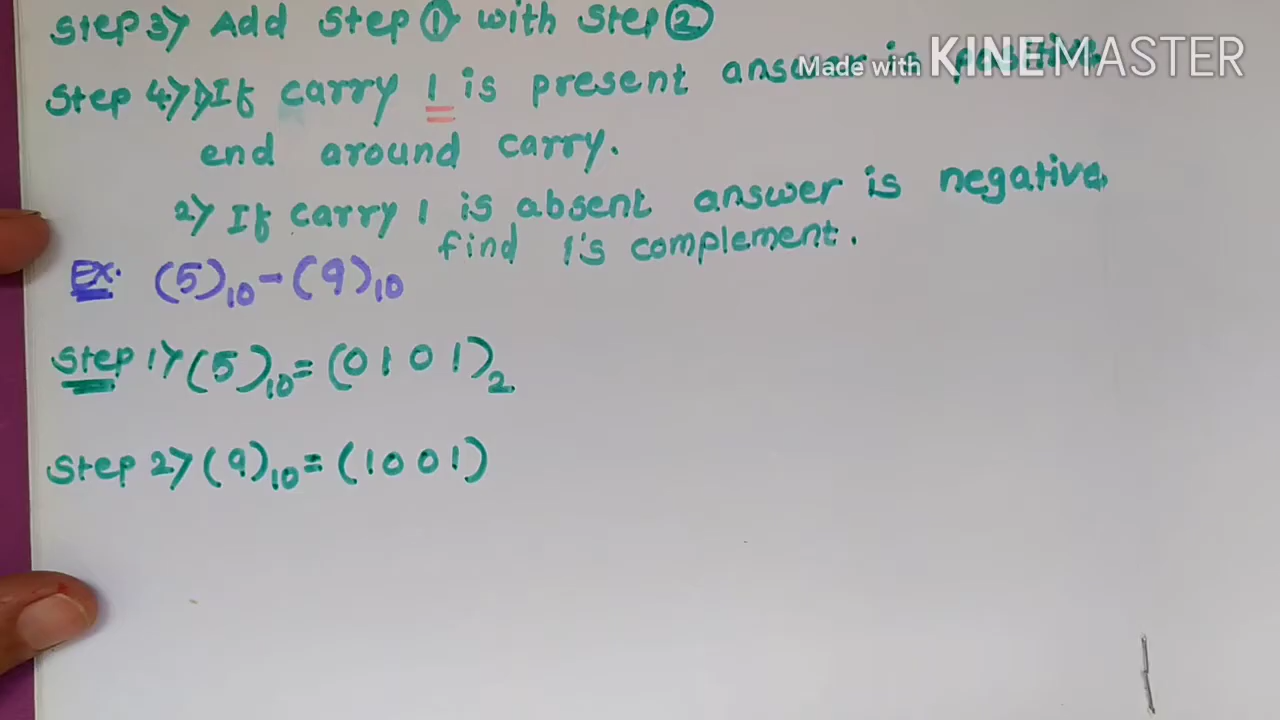 Step 3> Add Step ① with Step ②
Made with KINEMASTER
Step 4> 1> If carry 1 is present answer is positive.
end around carry.
2> If carry 1 is absent answer is negative
find 1's complement.
Ex. (5)10 - (9)10
Step 1> (5)10 = (0101)2
Step 2> (9)10 = (1001)